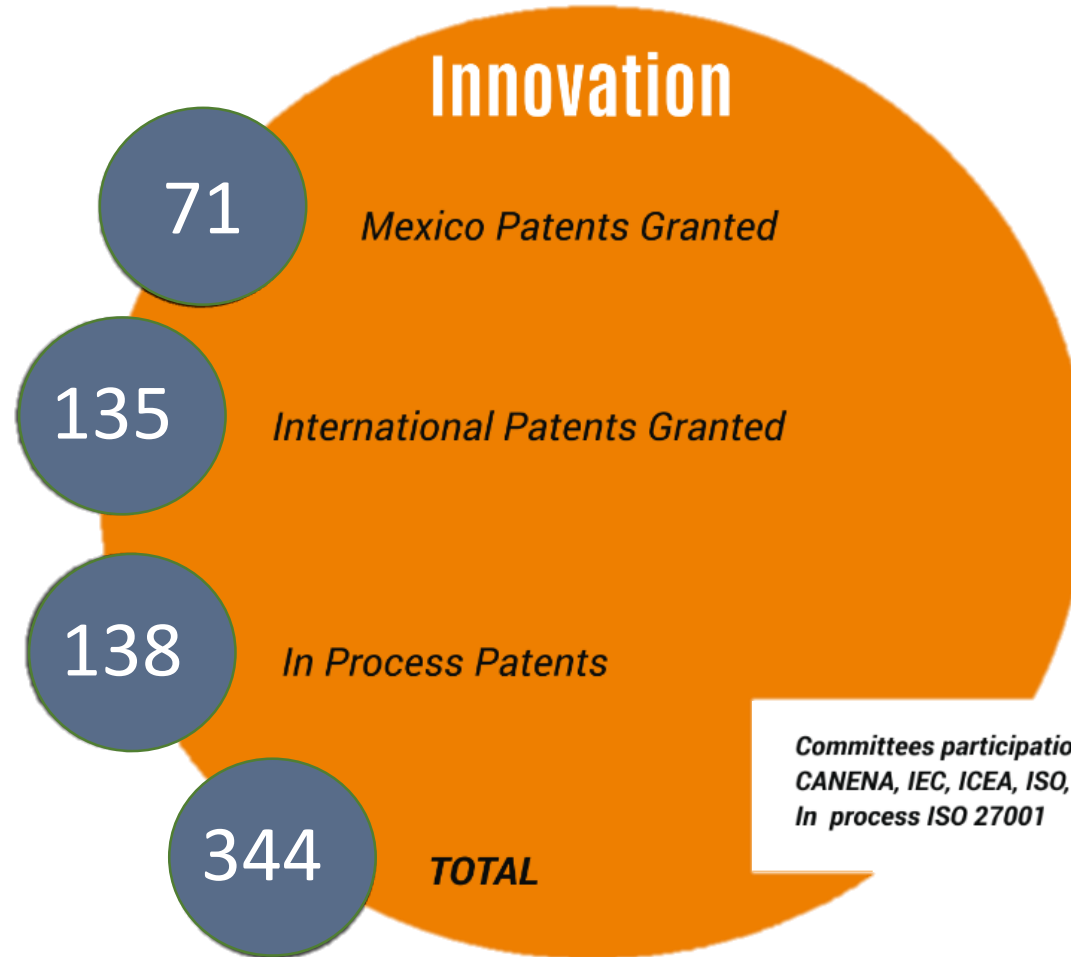 Innovation
71
Mexico Patents Granted
135
International Patents Granted
138
In Process Patents
Committees
CANENA, IEC, ICEA, ISO,
In process ISO 27001
344
TOTAL